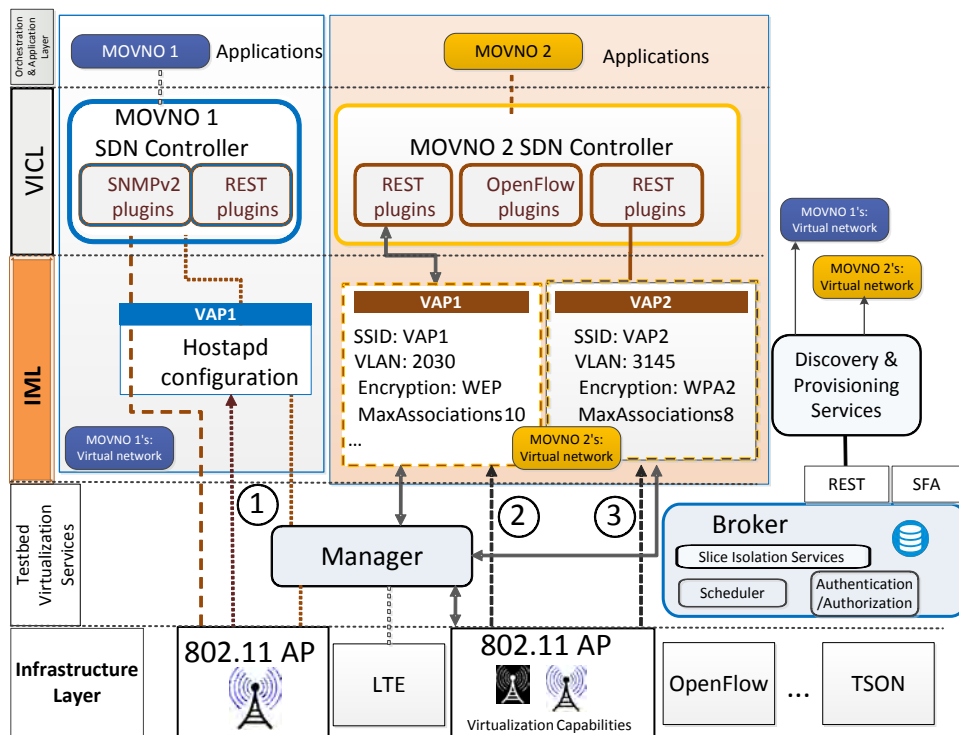 Orchestration
& Application
Layer
MOVNO 1
Applications
MOVNO 2
Applications
VICL
MOVNO 1
SDN Controller
SNMPv2
plugins
REST
plugins
MOVNO 2 SDN Controller
REST
plugins
OpenFlow
plugins
REST
plugins
MOVNO 1's:
Virtual network
MOVNO 2's:
Virtual network
IML
VAP1
Hostapd
configuration
VAP1
SSID: VAP1
VLAN: 2030
Encryption: WEP
MaxAssociations10
...
VAP2
SSID: VAP2
VLAN: 3145
Encryption: WPA2
MaxAssociations8
Discovery &
Provisioning
Services
MOVNO 1's:
Virtual network
MOVNO 2's:
Virtual network
Testbed
Virtualization
Services
1
2
3
Manager
REST
SFA
Broker
Slice Isolation Services
Scheduler
Authentication
/Authorization
Infrastructure
Layer
802.11 AP
LTE
802.11 AP
Virtualization Capabilities
OpenFlow
...
TSON